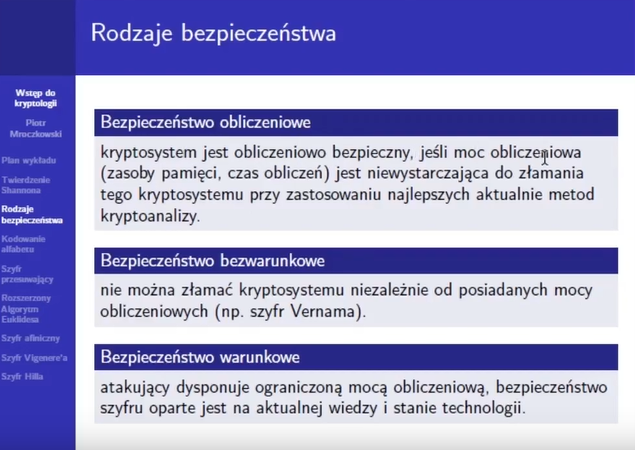 Rodzaje bezpieczeństwa
Wstęp do
kryptologii
Piotr
Mroczkowski
Plan wykładu
Twierdzenie
Shannona
Rodzaje
bezpieczeństwa
Kodowanie
alfabetu
Szyfr
przesuwający
Rozszerzony
Algorytm
Euklidesa
Szyfr afiniczny
Szyfr Vigenere'a
Szyfr Hilla
Bezpieczeństwo obliczeniowe
kryptosystem jest obliczeniowo bezpieczny, jeśli moc obliczeniowa
(zasoby pamięci, czas obliczeń) jest niewystarczająca do złamania
tego kryptosystemu przy zastosowaniu najlepszych aktualnie metod
kryptoanalizy.
Bezpieczeństwo bezwarunkowe
nie można złamać kryptosystemu niezależnie od posiadanych mocy
obliczeniowych (np. szyfr Vernama).
Bezpieczeństwo warunkowe
atakujący dysponuje ograniczoną mocą obliczeniową, bezpieczeństwo
szyfru oparte jest na aktualnej wiedzy i stanie technologii.